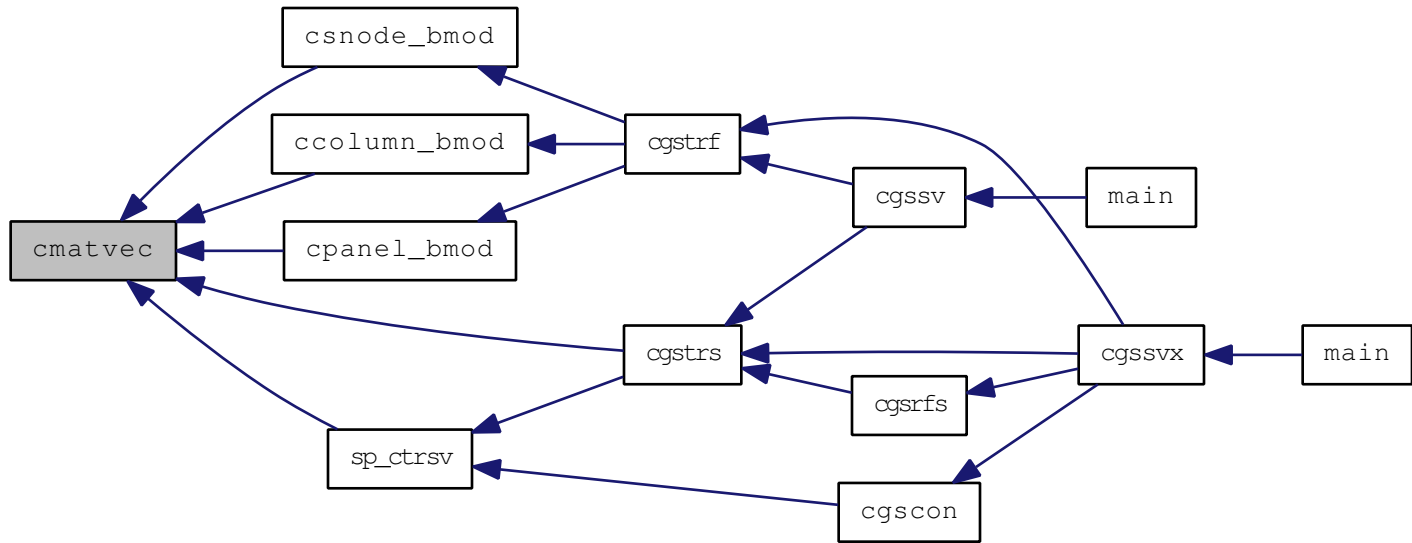 csnode_bmod
ccolumn_bmod
cgstrf
cgssv
main
cmatvec
cpanel_bmod
cgstrs
cgssvx
main
cgsrfs
sp_ctrsv
cgscon